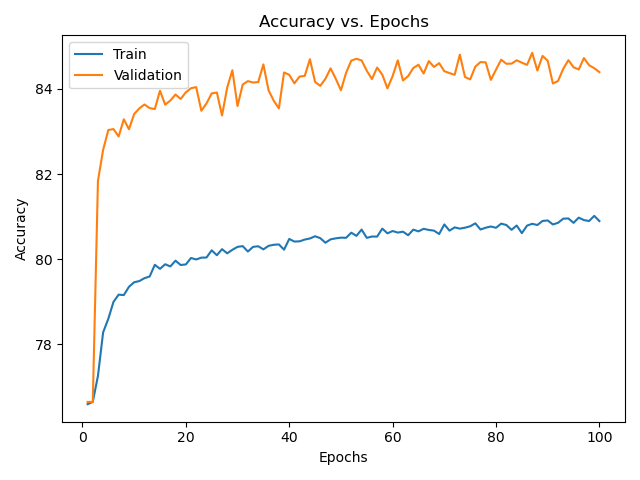 Accuracy vs. Epochs
Train
Validation
Accuracy
84
82
80
78
0 20 40 60 80 100
Epochs